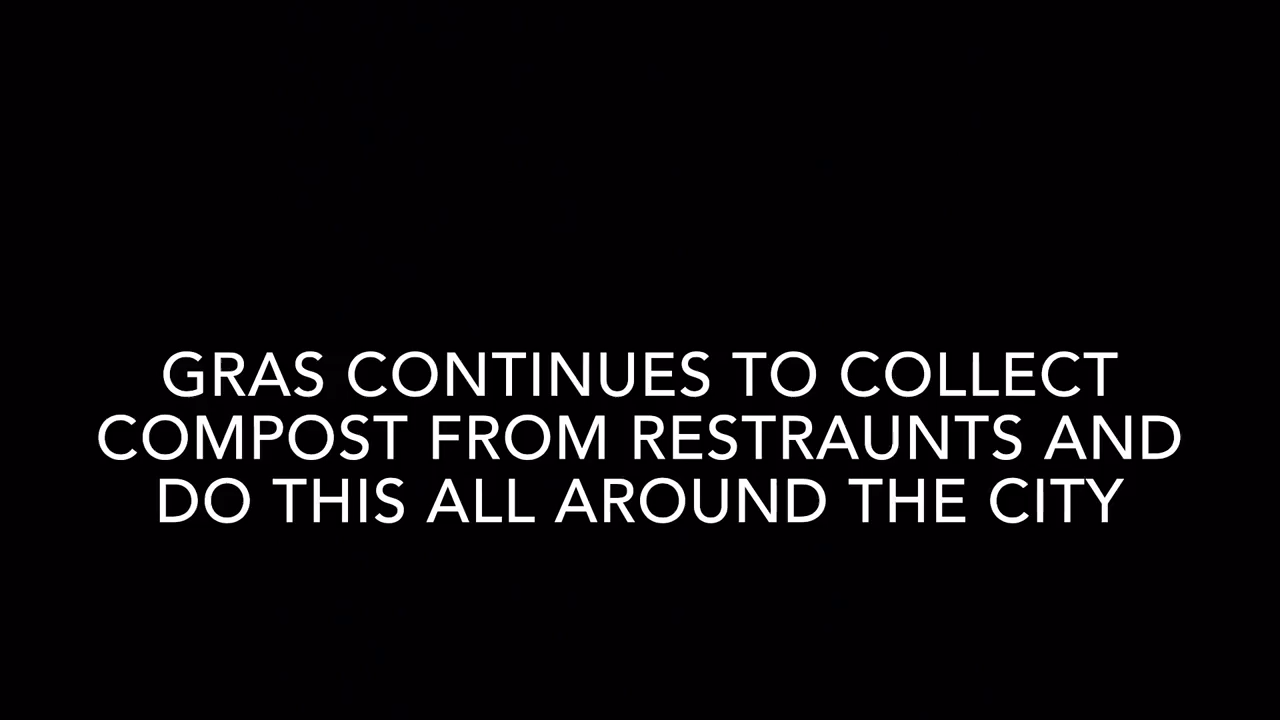 GRAS CONTINUES TO COLLECT
COMPOST FROM RESTRAUNTS AND
DO THIS ALL AROUND THE CITY